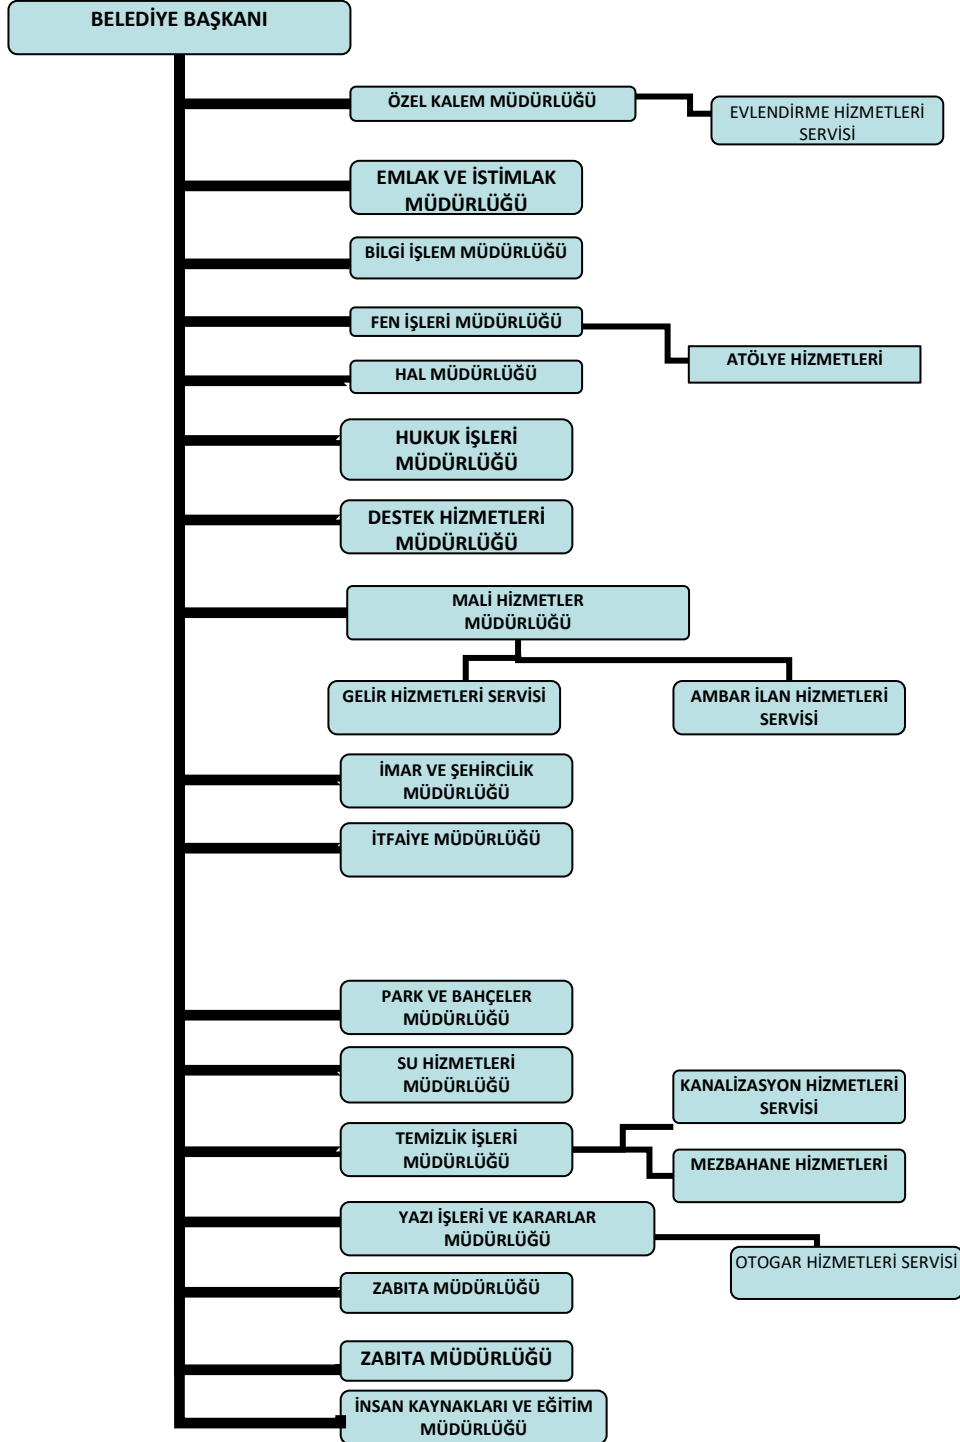 BELEDİYE BAŞKANI
ÖZEL KALEM MÜDÜRLÜĞÜ
EVLENDİRME HİZMETLERİ
SERVİSİ
EMLAK VE İSTİMLAK
MÜDÜRLÜĞÜ
BİLGİ İŞLEM MÜDÜRLÜĞÜ
FEN İŞLERİ MÜDÜRLÜĞÜ
ATÖLYE HİZMETLERİ
HAL MÜDÜRLÜĞÜ
HUKUK İŞLERİ
MÜDÜRLÜĞÜ
DESTEK HİZMETLERİ
MÜDÜRLÜĞÜ
MALİ HİZMETLER
MÜDÜRLÜĞÜ
GELİR HİZMETLERİ SERVİSİ
AMBAR İLAN HİZMETLERİ
SERVİSİ
İMAR VE ŞEHİRCİLİK
MÜDÜRLÜĞÜ
İTFAİYE MÜDÜRLÜĞÜ
PARK VE BAHÇELER
MÜDÜRLÜĞÜ
SU HİZMETLERİ
MÜDÜRLÜĞÜ
KANALİZASYON HİZMETLERİ
SERVİSİ
TEMİZLİK İŞLERİ
MÜDÜRLÜĞÜ
MEZBAHANE HİZMETLERİ
YAZI İŞLERİ VE KARARLAR
MÜDÜRLÜĞÜ
OTOGAR HİZMETLERİ SERVİSİ
ZABITA MÜDÜRLÜĞÜ
ZABITA MÜDÜRLÜĞÜ
İNSAN KAYNAKLARI VE EĞİTİM
MÜDÜRLÜĞÜ